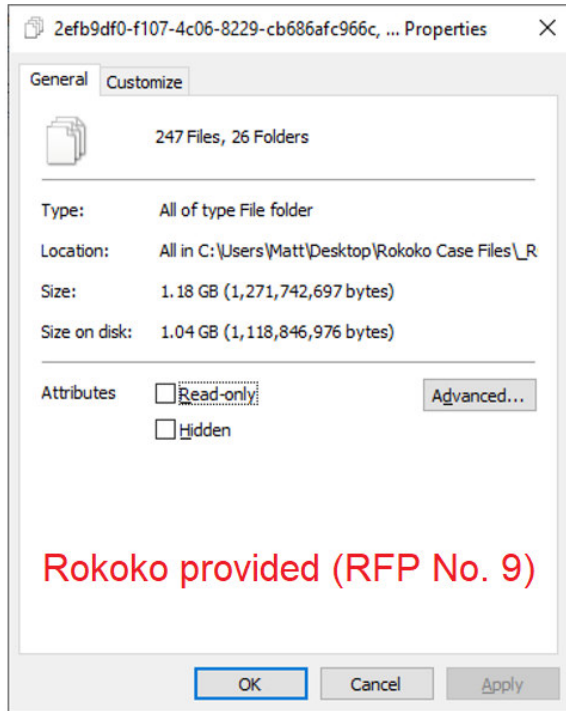 2efb9df0-f107-4c06-8229-cb686afc966c, ... Properties
General Customize
247 Files, 26 Folders
Type: All of type File folder
Location: All in C:\Users\Matt\Desktop\Rokoko Case Files\_R
Size: 1.18 GB (1,271,742,697 bytes)
Size on disk: 1.04 GB (1,118,846,976 bytes)
Attributes Read-only Advanced...
Hidden
Rokoko provided (RFP No. 9)
OK Cancel Apply